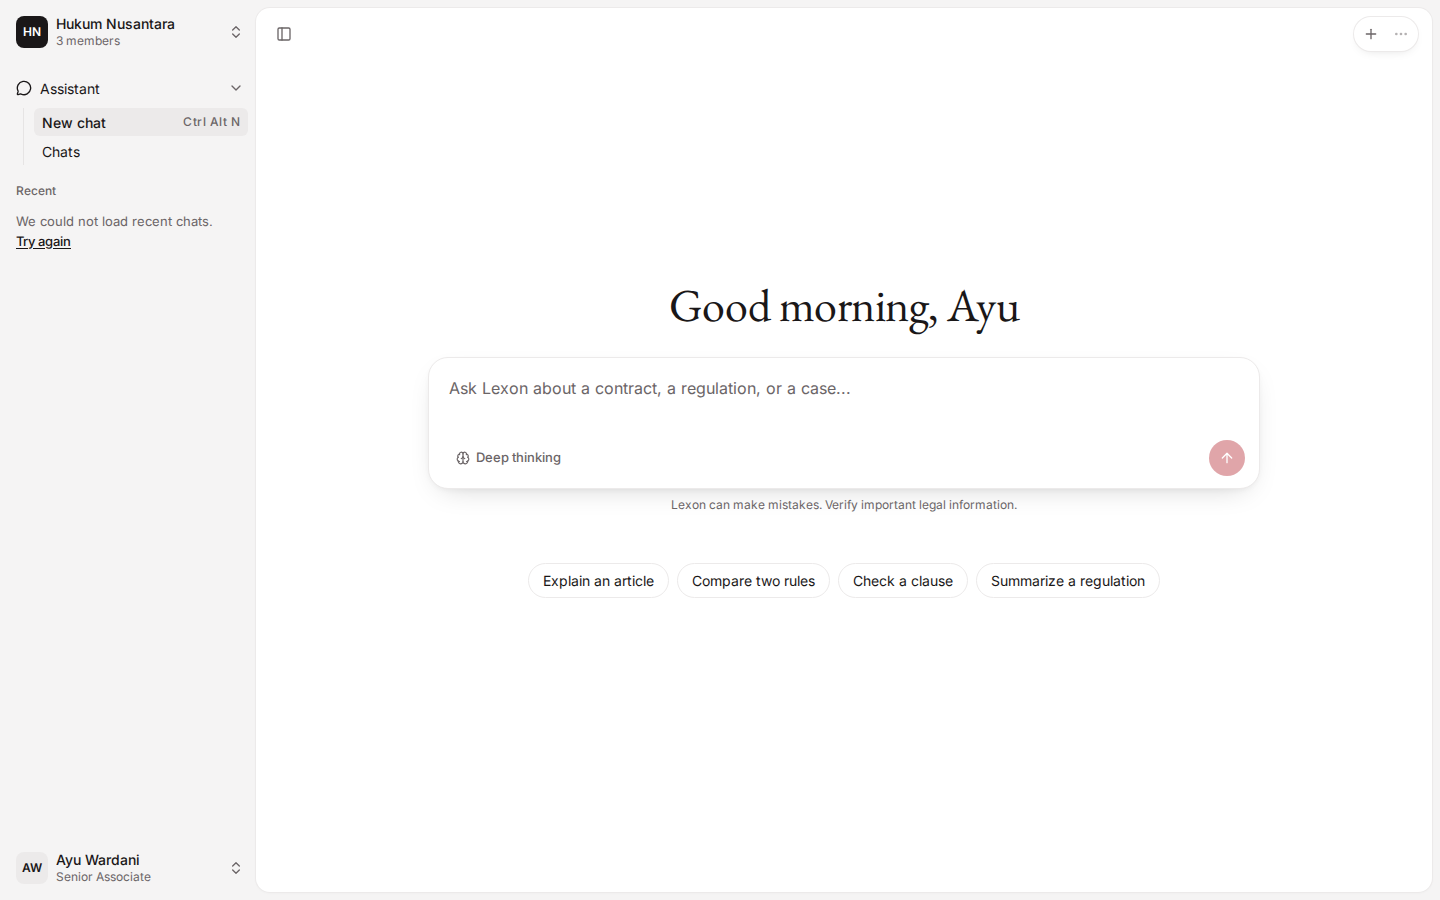 HN
Hukum Nusantara
3 members
Assistant
New chat
Ctrl Alt N
Chats
Recent
We could not load recent chats.
Try again
Good morning, Ayu
Ask Lexon about a contract, a regulation, or a case...
Deep thinking
Lexon can make mistakes. Verify important legal information.
Explain an article
Compare two rules
Check a clause
Summarize a regulation
AW
Ayu Wardani
Senior Associate